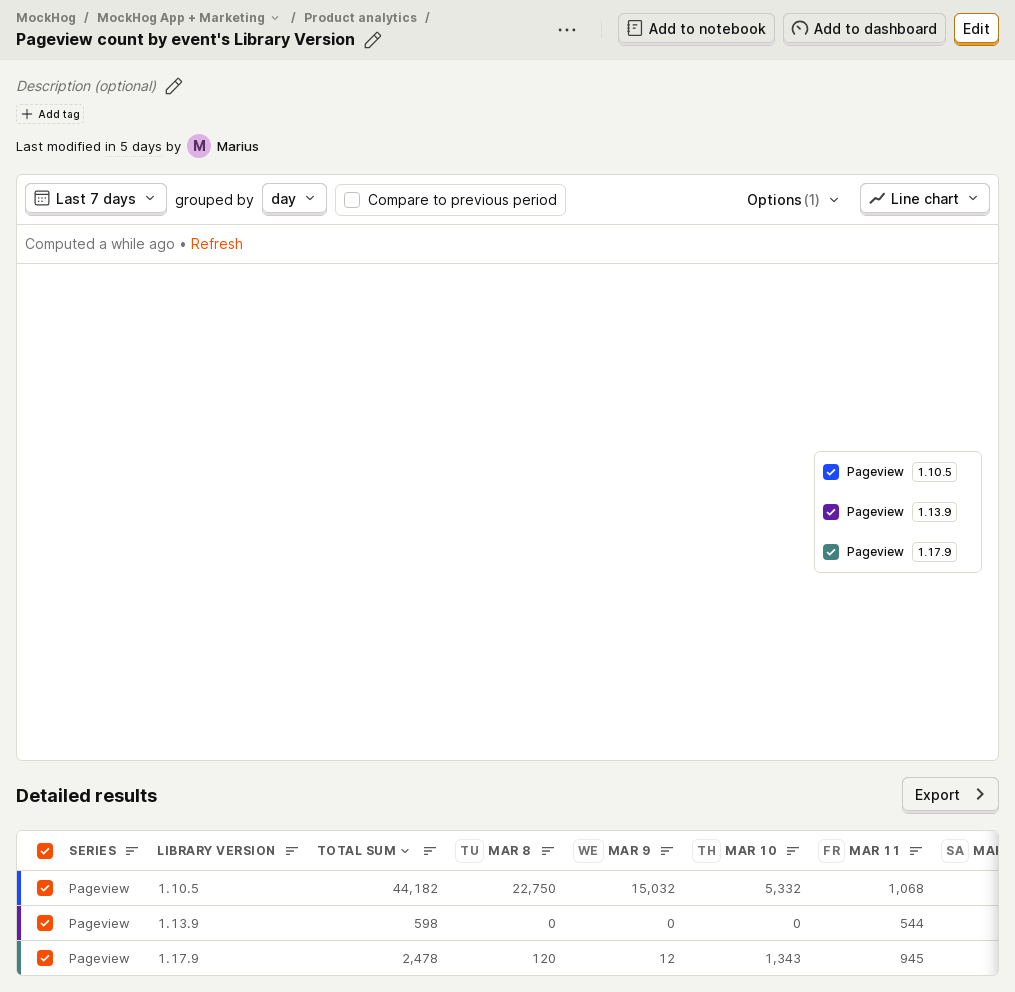 MockHog / MockHog App + Marketing / Product analytics /
Pageview count by event's Library Version
Add to notebook
Add to dashboard
Edit
Description (optional)
Add tag
Last modified in 5 days by M Marius
Last 7 days grouped by day Compare to previous period Options (1) Line chart
Computed a while ago • Refresh
Pageview 1.10.5
Pageview 1.13.9
Pageview 1.17.9
Detailed results
Export
SERIES LIBRARY VERSION TOTAL SUM TU MAR 8 WE MAR 9 TH MAR 10 FR MAR 11 SA
Pageview 1.10.5 44,182 22,750 15,032 5,332 1,068
Pageview 1.13.9 598 0 0 0 544
Pageview 1.17.9 2,478 120 12 1,343 945